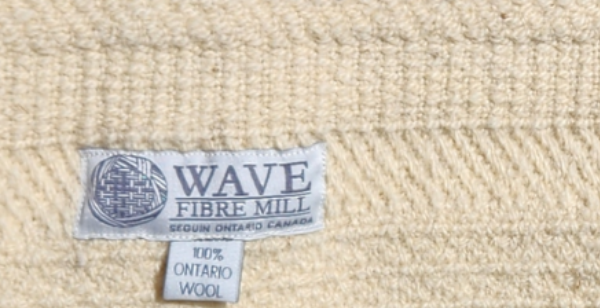 WAVE
FIBRE MILL
SEGUIN ONTARIO CANADA
100%
ONTARIO
WOOL